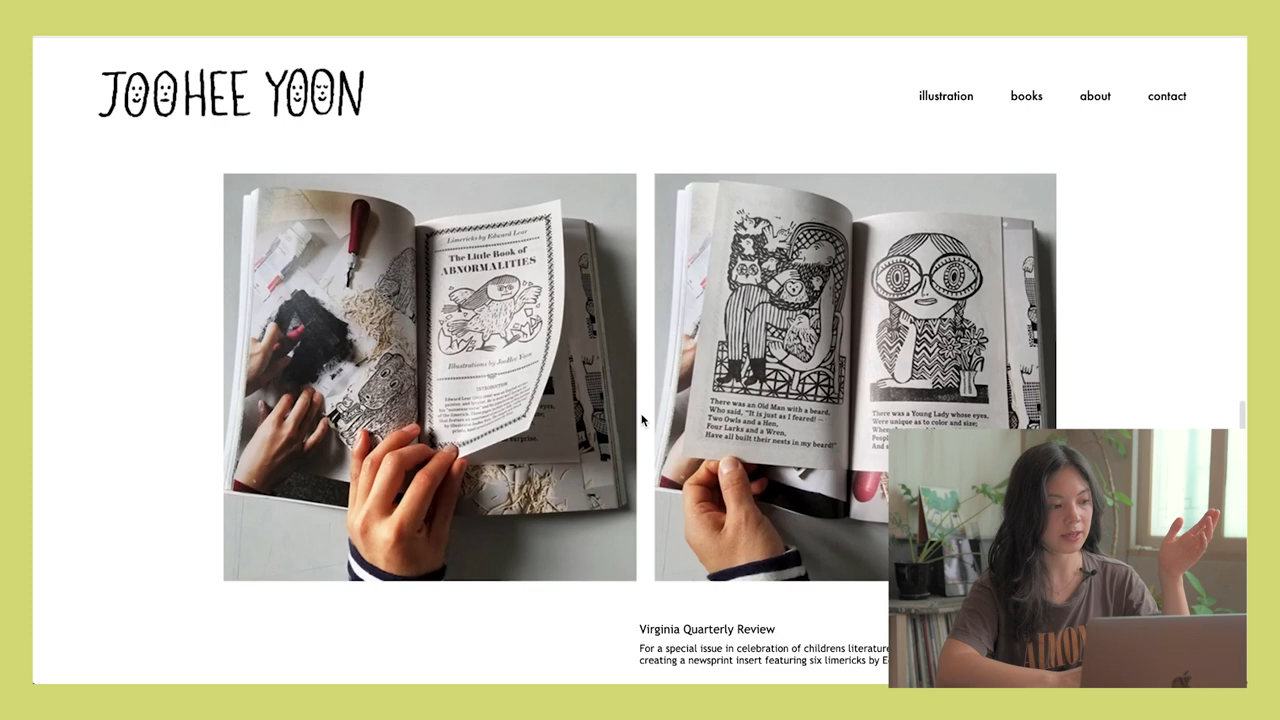 JOOHEE YOON
illustration
books
about
contact
Limericks by Edward Lear
The Little Book of
ABNORMALITIES
Illustrations by JooHee Yoon
INTRODUCTION
There was an Old Man with a beard,
Who said, "It is just as I feared! —
Two Owls and a Hen,
Four Larks and a Wren,
Have all built their nests in my beard!"
There was a Young Lady whose eyes,
Were unique as to color and size;
Virginia Quarterly Review
For a special issue in celebration of childrens literature
creating a newsprint insert featuring six limericks by E